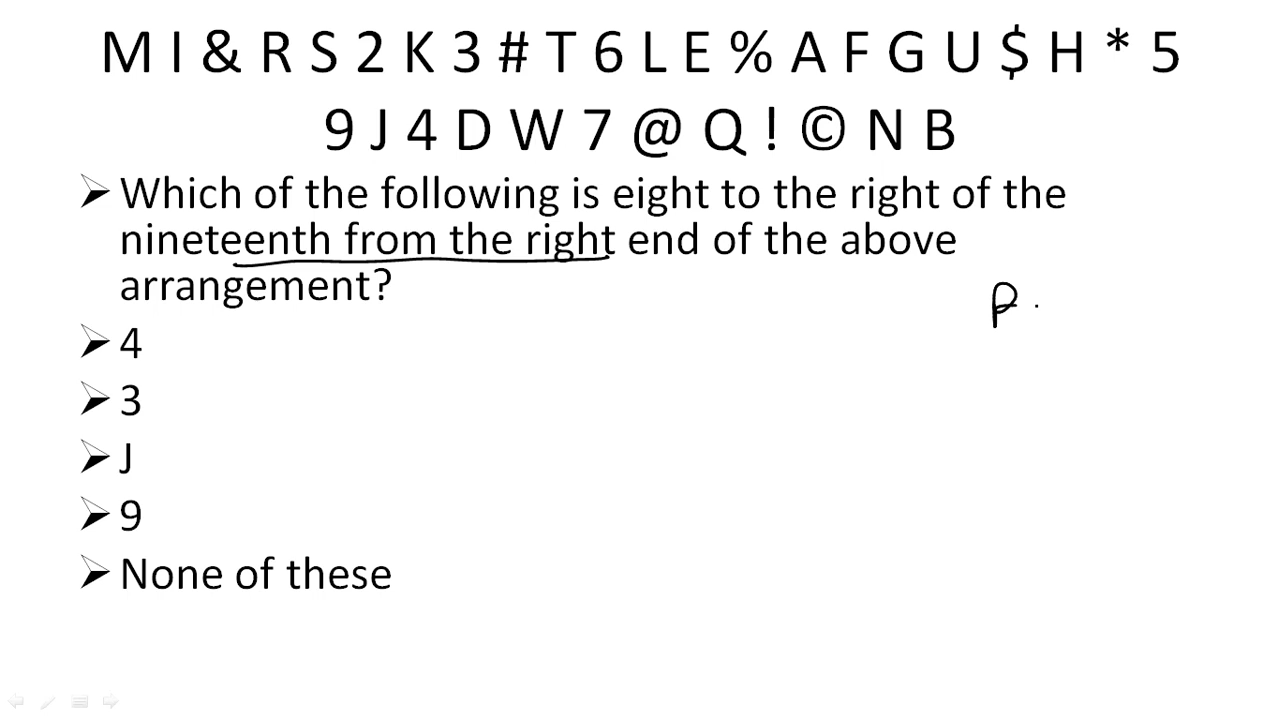 M I & R S 2 K 3 # T 6 L E % A F G U $ H * 5
9 J 4 D W 7 @ Q ! © N B
➢ Which of the following is eight to the right of the
nineteenth from the right end of the above
arrangement?
R .
➢ 4
➢ 3
➢ J
➢ 9
➢ None of these